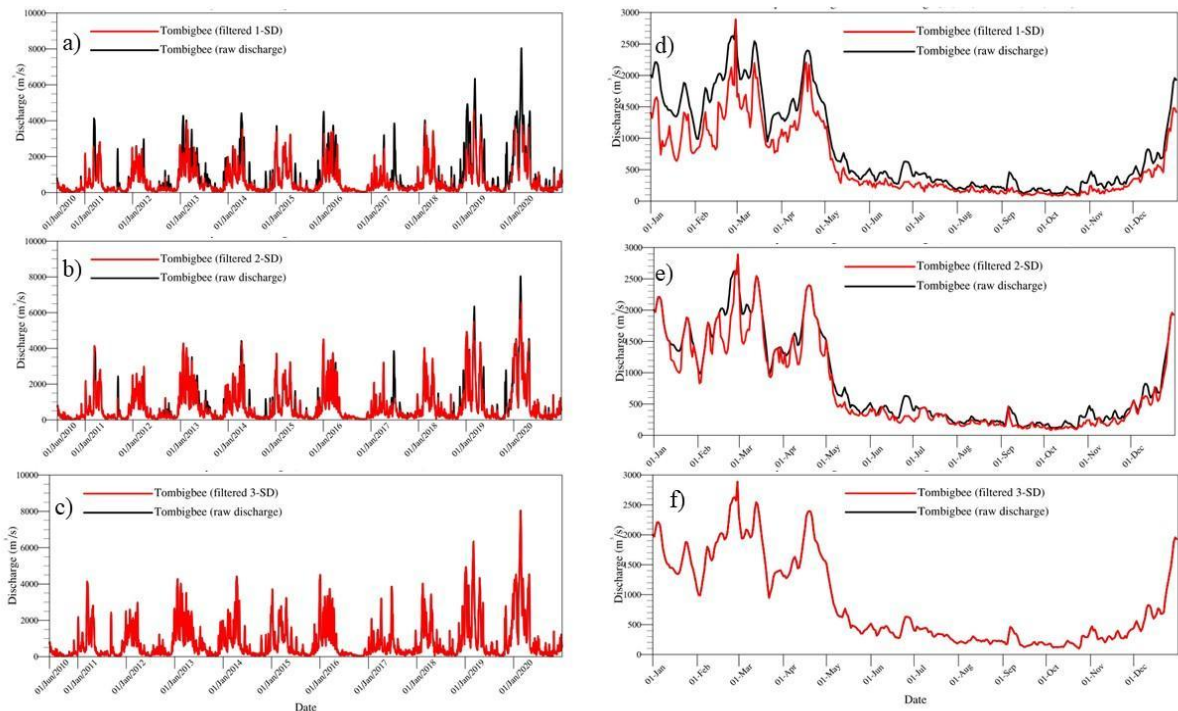 a)
Tombigbee (filtered 1-SD)
Tombigbee (raw discharge)
Discharge (m³/s)
10000
8000
6000
4000
2000
0
01/Jan/2010
01/Jan/2011
01/Jan/2012
01/Jan/2013
01/Jan/2014
01/Jan/2015
01/Jan/2016
01/Jan/2017
01/Jan/2018
01/Jan/2019
01/Jan/2020
b)
Tombigbee (filtered 2-SD)
Tombigbee (raw discharge)
Discharge (m³/s)
10000
8000
6000
4000
2000
0
01/Jan/2010
01/Jan/2011
01/Jan/2012
01/Jan/2013
01/Jan/2014
01/Jan/2015
01/Jan/2016
01/Jan/2017
01/Jan/2018
01/Jan/2019
01/Jan/2020
c)
Tombigbee (filtered 3-SD)
Tombigbee (raw discharge)
Discharge (m³/s)
10000
8000
6000
4000
2000
0
01/Jan/2010
01/Jan/2011
01/Jan/2012
01/Jan/2013
01/Jan/2014
01/Jan/2015
01/Jan/2016
01/Jan/2017
01/Jan/2018
01/Jan/2019
01/Jan/2020
Date
d)
Tombigbee (filtered 1-SD)
Tombigbee (raw discharge)
Discharge (m³/s)
3000
2500
2000
1500
1000
500
0
01-Jan
01-Feb
01-Mar
01-Apr
01-May
01-Jun
01-Jul
01-Aug
01-Sep
01-Oct
01-Nov
01-Dec
e)
Tombigbee (filtered 2-SD)
Tombigbee (raw discharge)
Discharge (m³/s)
3000
2500
2000
1500
1000
500
0
01-Jan
01-Feb
01-Mar
01-Apr
01-May
01-Jun
01-Jul
01-Aug
01-Sep
01-Oct
01-Nov
01-Dec
f)
Tombigbee (filtered 3-SD)
Tombigbee (raw discharge)
Discharge (m³/s)
3000
2500
2000
1500
1000
500
0
01-Jan
01-Feb
01-Mar
01-Apr
01-May
01-Jun
01-Jul
01-Aug
01-Sep
01-Oct
01-Nov
01-Dec
Date